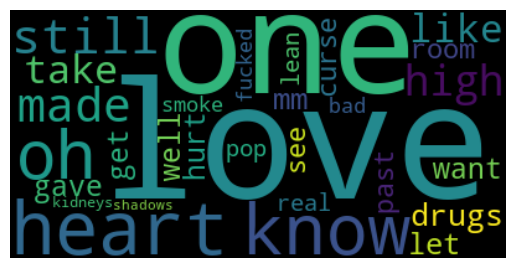 still one like
take fucked lean curse room
high
made smoke mm bad
oh get love well hurt pop see past want
gave real
kidneys shadows drugs
heart know let